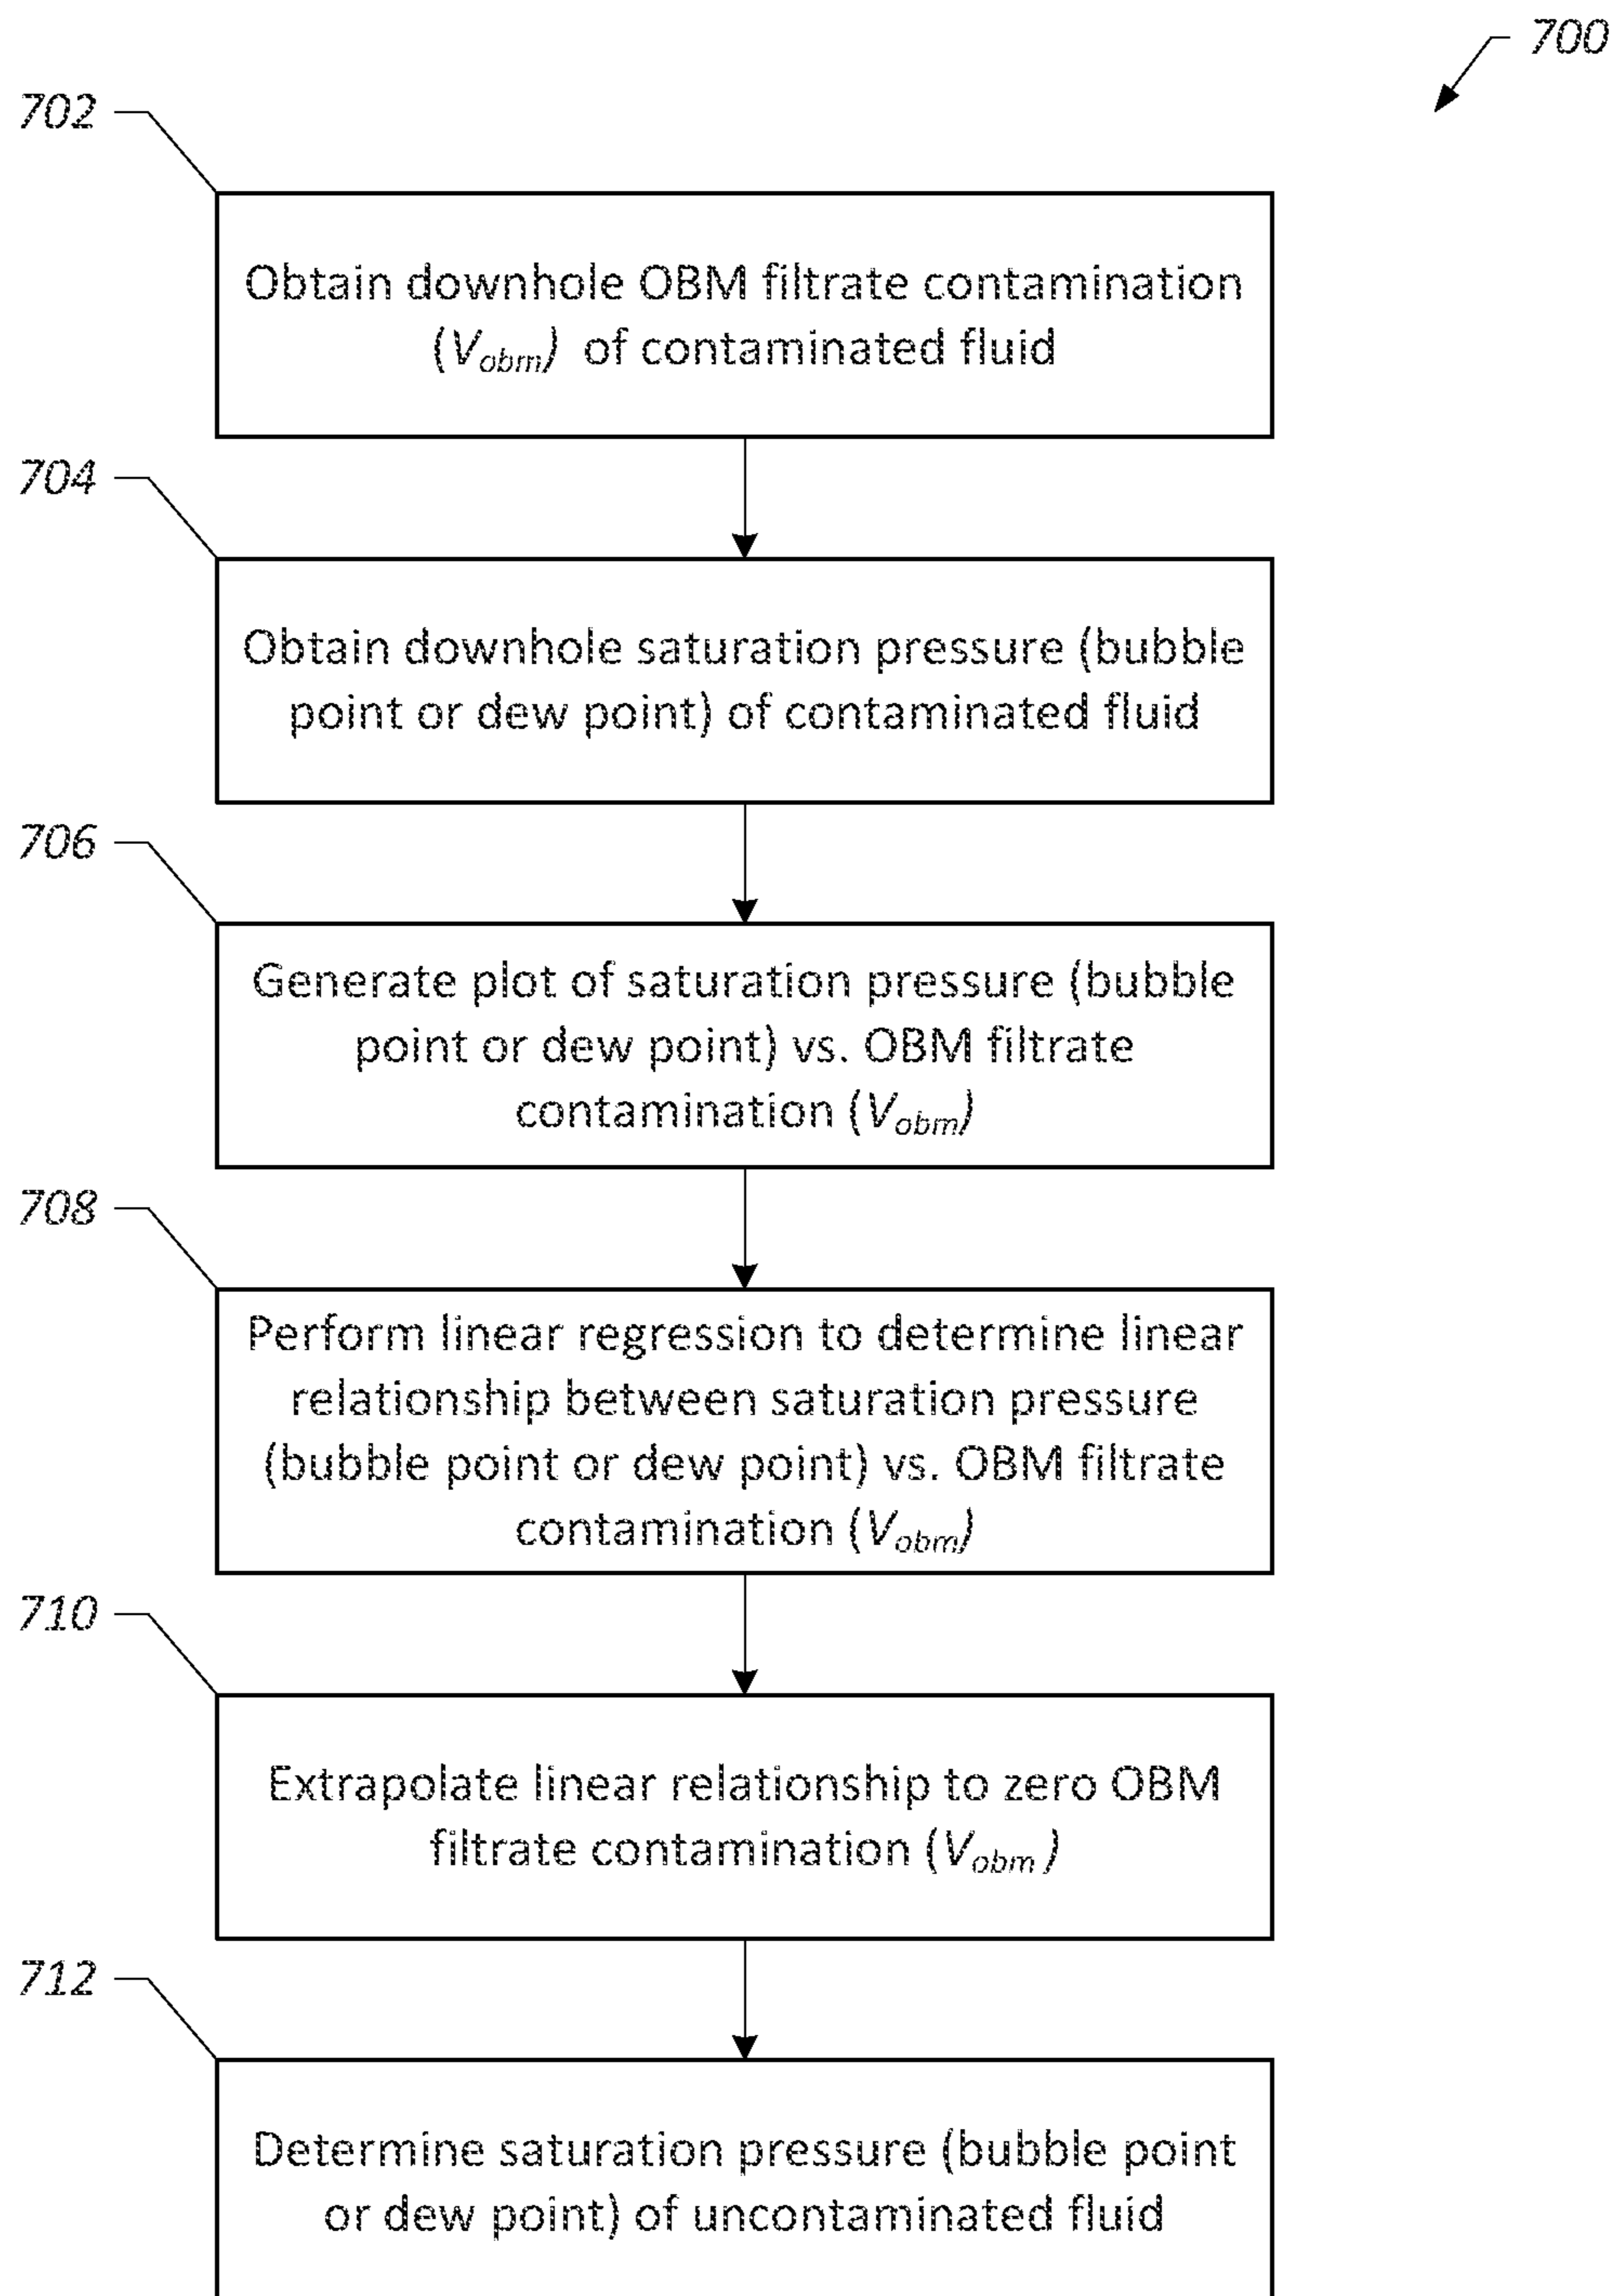 700
702
Obtain downhole OBM filtrate contamination
(V_obm) of contaminated fluid
704
Obtain downhole saturation pressure (bubble
point or dew point) of contaminated fluid
706
Generate plot of saturation pressure (bubble
point or dew point) vs. OBM filtrate
contamination (V_obm)
708
Perform linear regression to determine linear
relationship between saturation pressure
(bubble point or dew point) vs. OBM filtrate
contamination (V_obm)
710
Extrapolate linear relationship to zero OBM
filtrate contamination (V_obm )
712
Determine saturation pressure (bubble point
or dew point) of uncontaminated fluid